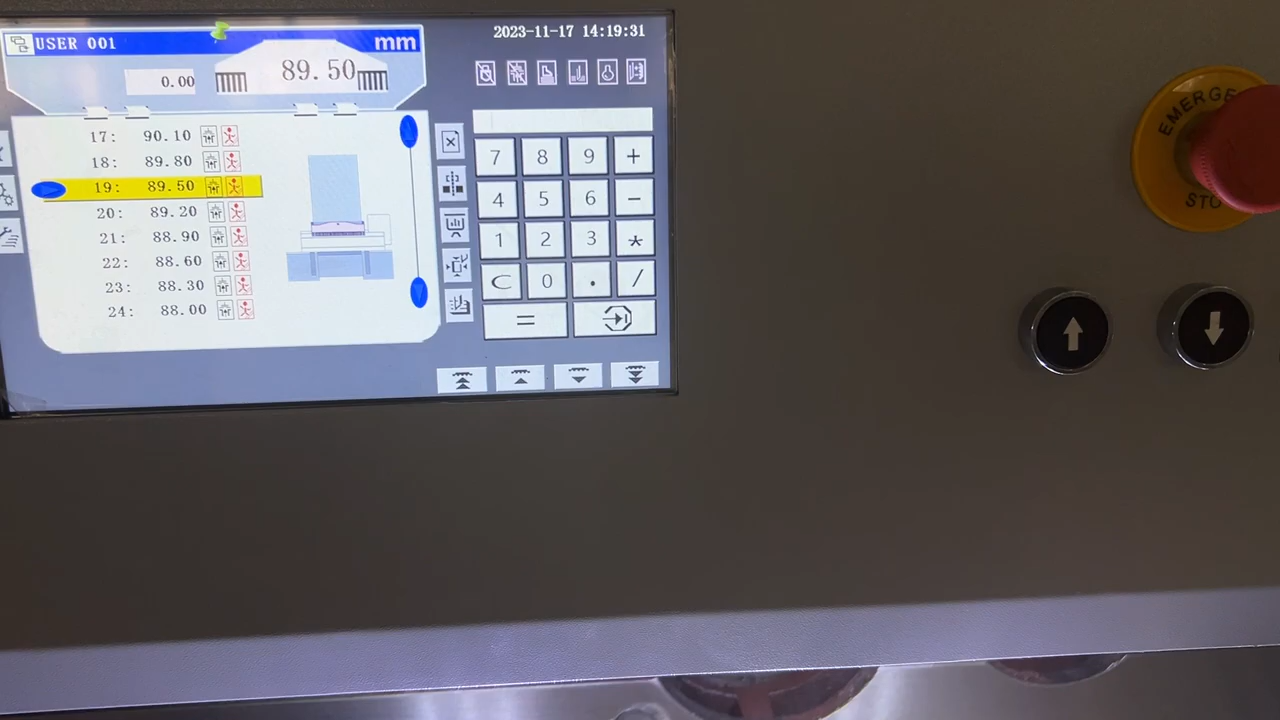 USER 001
mm
2023-11-17 14:19:31
0.00
89.50
17: 90.10
18: 89.80
19: 89.50
20: 89.20
21: 88.90
22: 88.60
23: 88.30
24: 88.00
7 8 9 +
4 5 6 -
1 2 3 *
C 0 . /
=
EMERGE
STO